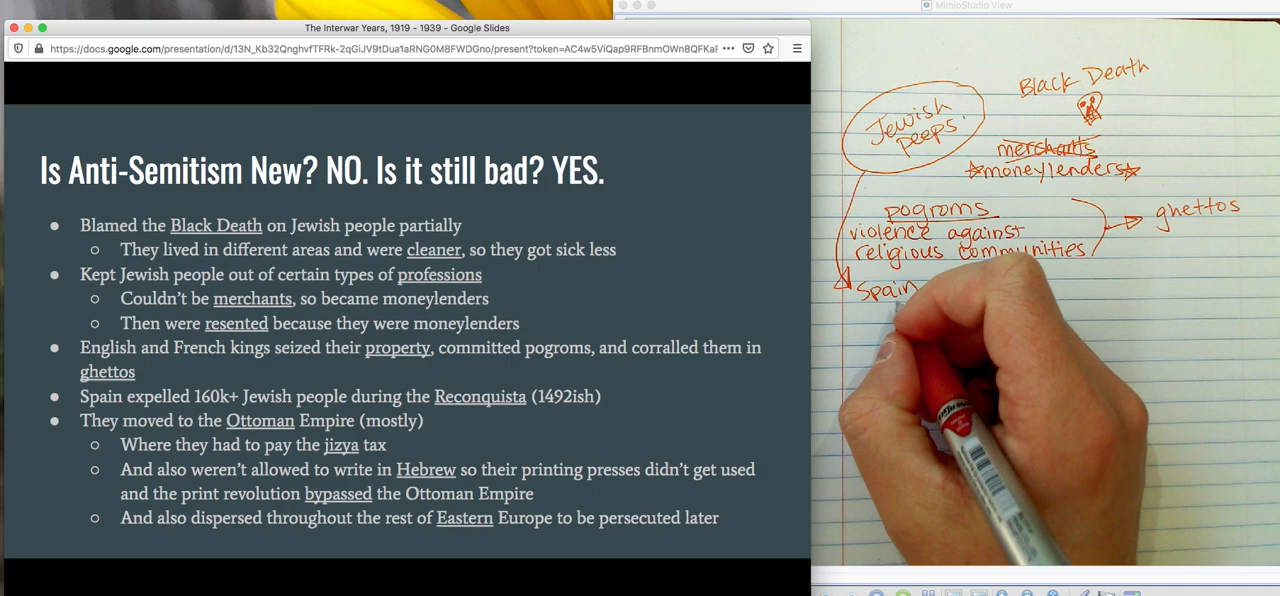 MimioStudio View
The Interwar Years, 1919 - 1939 - Google Slides
https://docs.google.com/presentation/d/13N_Kb32QnghvfTFRk-2qGiJV9tDua1aRNG0M8FWDGno/present?token=AC4w5ViQap9RFBnmOWn8QFKaF
Is Anti-Semitism New? NO. Is it still bad? YES.
Blamed the Black Death on Jewish people partially
They lived in different areas and were cleaner, so they got sick less
Kept Jewish people out of certain types of professions
Couldn't be merchants, so became moneylenders
Then were resented because they were moneylenders
English and French kings seized their property, committed pogroms, and corralled them in
ghettos
Spain expelled 160k+ Jewish people during the Reconquista (1492ish)
They moved to the Ottoman Empire (mostly)
Where they had to pay the jizya tax
And also weren't allowed to write in Hebrew so their printing presses didn't get used
and the print revolution bypassed the Ottoman Empire
And also dispersed throughout the rest of Eastern Europe to be persecuted later
Black Death
Jewish
peeps.
merchants
moneylenders
pogroms
ghettos
violence against
religious communities
Spain